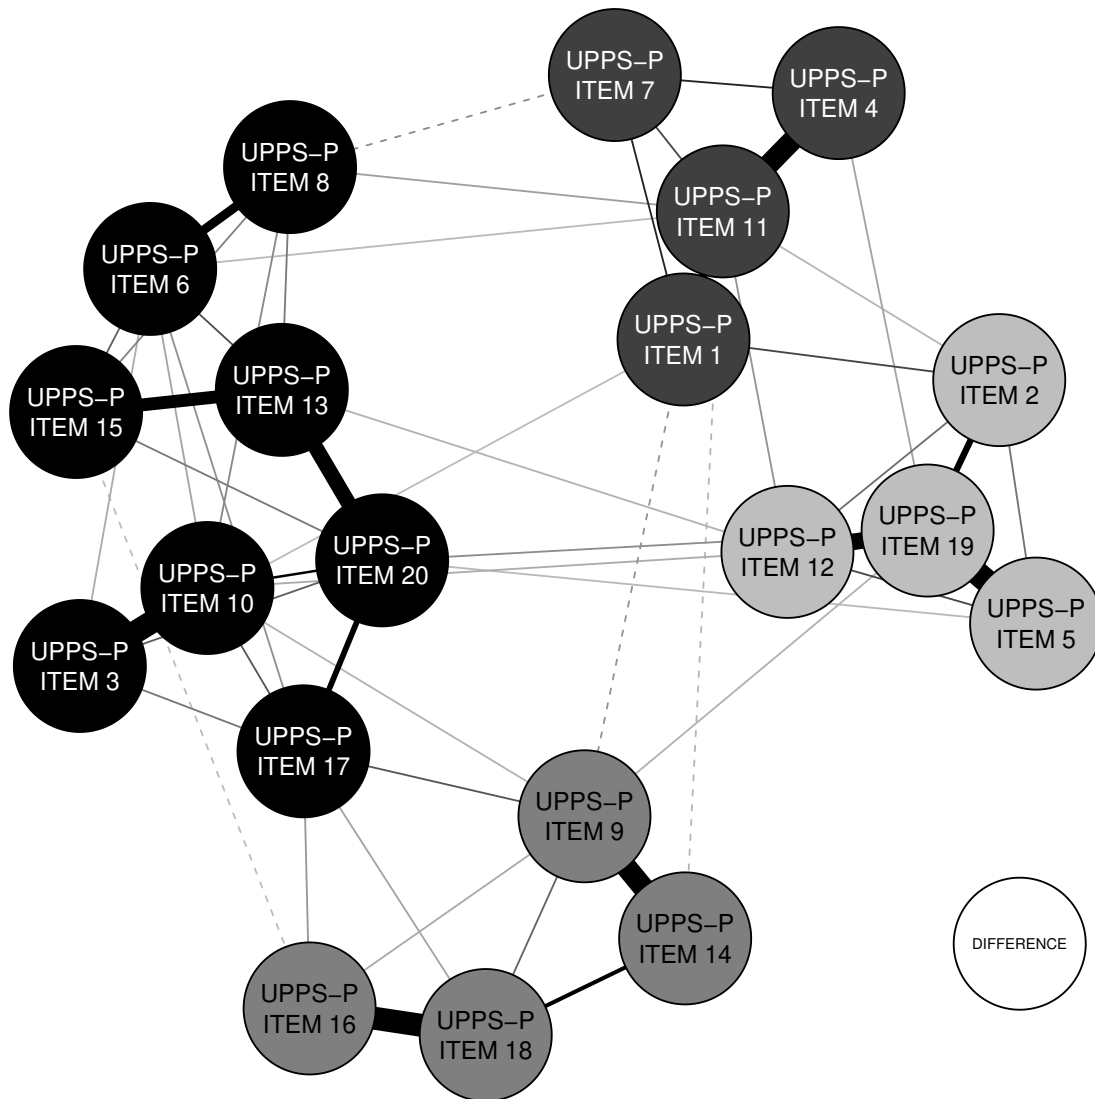 UPPS–P
ITEM 7
UPPS–P
ITEM 4
UPPS–P
ITEM 8
UPPS–P
ITEM 11
UPPS–P
ITEM 6
UPPS–P
ITEM 1
UPPS–P
ITEM 2
UPPS–P
ITEM 13
UPPS–P
ITEM 15
UPPS–P
ITEM 19
UPPS–P
ITEM 12
UPPS–P
ITEM 20
UPPS–P
ITEM 10
UPPS–P
ITEM 5
UPPS–P
ITEM 3
UPPS–P
ITEM 17
UPPS–P
ITEM 9
UPPS–P
ITEM 14
DIFFERENCE
UPPS–P
ITEM 16
UPPS–P
ITEM 18